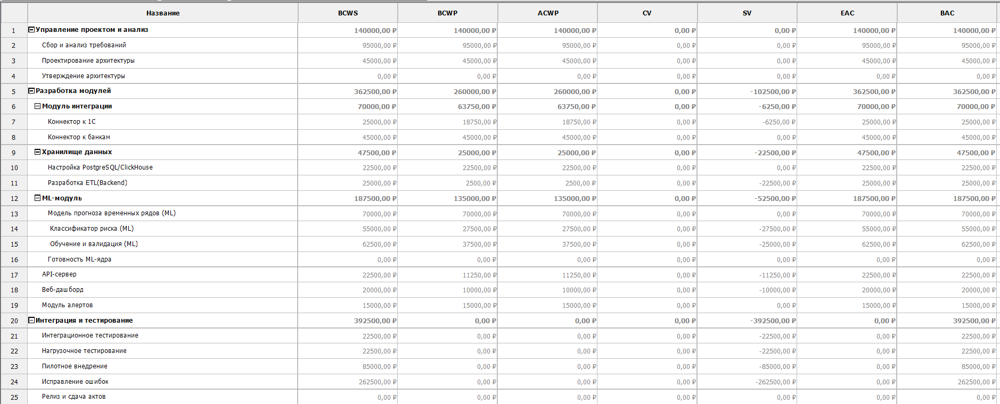 Название BCWS BCWP ACWP CV SV EAC BAC
1 Управление проектом и анализ 140000,00 ₽ 140000,00 ₽ 140000,00 ₽ 0,00 ₽ 0,00 ₽ 140000,00 ₽ 140000,00 ₽
2 Сбор и анализ требований 95000,00 ₽ 95000,00 ₽ 95000,00 ₽ 0,00 ₽ 0,00 ₽ 95000,00 ₽ 95000,00 ₽
3 Проектирование архитектуры 45000,00 ₽ 45000,00 ₽ 45000,00 ₽ 0,00 ₽ 0,00 ₽ 45000,00 ₽ 45000,00 ₽
4 Утверждение архитектуры 0,00 ₽ 0,00 ₽ 0,00 ₽ 0,00 ₽ 0,00 ₽ 0,00 ₽ 0,00 ₽
5 Разработка модулей 362500,00 ₽ 260000,00 ₽ 260000,00 ₽ 0,00 ₽ -102500,00 ₽ 362500,00 ₽ 362500,00 ₽
6 Модуль интеграции 70000,00 ₽ 63750,00 ₽ 63750,00 ₽ 0,00 ₽ -6250,00 ₽ 70000,00 ₽ 70000,00 ₽
7 Коннектор к 1С 25000,00 ₽ 18750,00 ₽ 18750,00 ₽ 0,00 ₽ -6250,00 ₽ 25000,00 ₽ 25000,00 ₽
8 Коннектор к банкам 45000,00 ₽ 45000,00 ₽ 45000,00 ₽ 0,00 ₽ 0,00 ₽ 45000,00 ₽ 45000,00 ₽
9 Хранилище данных 47500,00 ₽ 25000,00 ₽ 25000,00 ₽ 0,00 ₽ -22500,00 ₽ 47500,00 ₽ 47500,00 ₽
10 Настройка PostgreSQL/ClickHouse 22500,00 ₽ 22500,00 ₽ 22500,00 ₽ 0,00 ₽ 0,00 ₽ 22500,00 ₽ 22500,00 ₽
11 Разработка ETL(Backend) 25000,00 ₽ 2500,00 ₽ 2500,00 ₽ 0,00 ₽ -22500,00 ₽ 25000,00 ₽ 25000,00 ₽
12 ML-модуль 187500,00 ₽ 135000,00 ₽ 135000,00 ₽ 0,00 ₽ -52500,00 ₽ 187500,00 ₽ 187500,00 ₽
13 Модель прогноза временных рядов (ML) 70000,00 ₽ 70000,00 ₽ 70000,00 ₽ 0,00 ₽ 0,00 ₽ 70000,00 ₽ 70000,00 ₽
14 Классификатор риска (ML) 55000,00 ₽ 27500,00 ₽ 27500,00 ₽ 0,00 ₽ -27500,00 ₽ 55000,00 ₽ 55000,00 ₽
15 Обучение и валидация (ML) 62500,00 ₽ 37500,00 ₽ 37500,00 ₽ 0,00 ₽ -25000,00 ₽ 62500,00 ₽ 62500,00 ₽
16 Готовность ML-ядра 0,00 ₽ 0,00 ₽ 0,00 ₽ 0,00 ₽ 0,00 ₽ 0,00 ₽ 0,00 ₽
17 API-сервер 22500,00 ₽ 11250,00 ₽ 11250,00 ₽ 0,00 ₽ -11250,00 ₽ 22500,00 ₽ 22500,00 ₽
18 Веб-дашборд 20000,00 ₽ 10000,00 ₽ 10000,00 ₽ 0,00 ₽ -10000,00 ₽ 20000,00 ₽ 20000,00 ₽
19 Модуль алертов 15000,00 ₽ 15000,00 ₽ 15000,00 ₽ 0,00 ₽ 0,00 ₽ 15000,00 ₽ 15000,00 ₽
20 Интеграция и тестирование 392500,00 ₽ 0,00 ₽ 0,00 ₽ 0,00 ₽ -392500,00 ₽ 0,00 ₽ 392500,00 ₽
21 Интеграционное тестирование 22500,00 ₽ 0,00 ₽ 0,00 ₽ 0,00 ₽ -22500,00 ₽ 0,00 ₽ 22500,00 ₽
22 Нагрузочное тестирование 22500,00 ₽ 0,00 ₽ 0,00 ₽ 0,00 ₽ -22500,00 ₽ 0,00 ₽ 22500,00 ₽
23 Пилотное внедрение 85000,00 ₽ 0,00 ₽ 0,00 ₽ 0,00 ₽ -85000,00 ₽ 0,00 ₽ 85000,00 ₽
24 Исправление ошибок 262500,00 ₽ 0,00 ₽ 0,00 ₽ 0,00 ₽ -262500,00 ₽ 0,00 ₽ 262500,00 ₽
25 Релиз и сдача актов 0,00 ₽ 0,00 ₽ 0,00 ₽ 0,00 ₽ 0,00 ₽ 0,00 ₽ 0,00 ₽